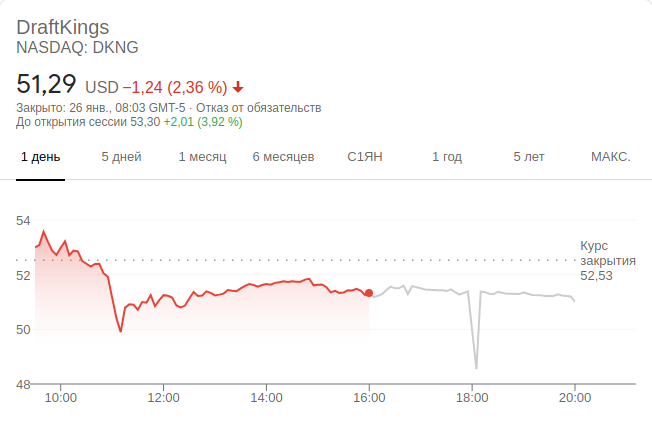 DraftKings
NASDAQ: DKNG
51,29 USD −1,24 (2,36 %)
Закрыто: 26 янв., 08:03 GMT-5 · Отказ от обязательств
До открытия сессии 53,30 +2,01 (3,92 %)
1 день 5 дней 1 месяц 6 месяцев С1ЯН 1 год 5 лет МАКС.
54
Курс
закрытия
52,53
52
50
48
10:00 12:00 14:00 16:00 18:00 20:00